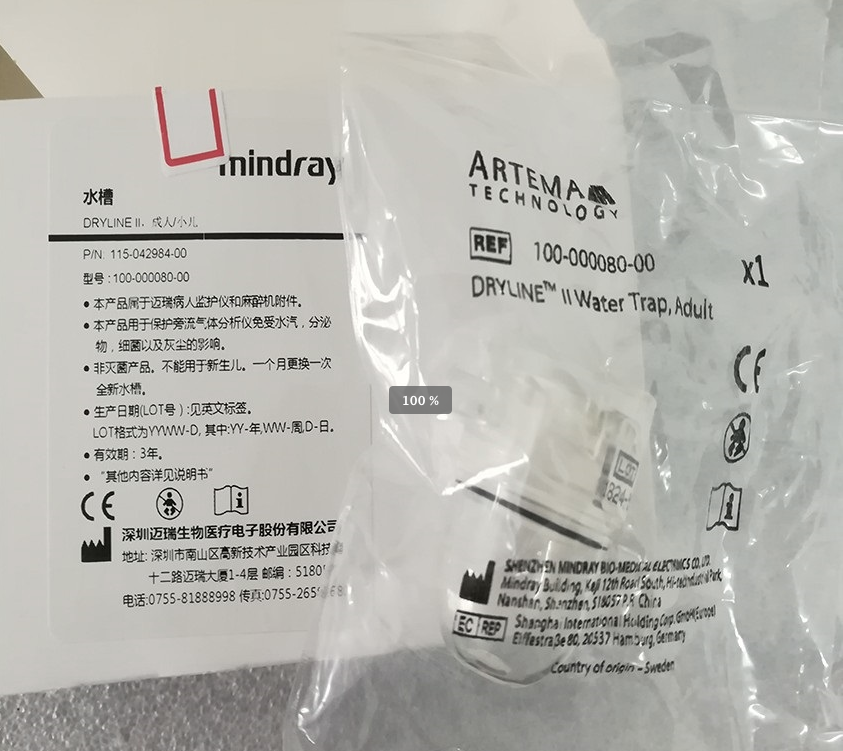 mindray
水槽
DRYLINE II, 成人/小儿
P/N: 115-042984-00
型号:100-000080-00
●本产品属于迈瑞病人监护仪和麻醉机附件。
●本产品用于保护旁流气体分析仪免受水汽，分泌
物，细菌以及灰尘的影响。
●非灭菌产品。不能用于新生儿。一个月更换一次
全新水槽。
●生产日期(LOT号):见英文标签。
LOT格式为YYWW-D, 其中:YY-年,WW-周,D-日。
●有效期: 3年。
●“其他内容详见说明书”
CE
深圳迈瑞生物医疗电子股份有限公司
地址: 深圳市南山区高新技术产业园区科技
十二路迈瑞大厦1-4层 邮编: 5180
电话:0755-81888998 传真:0755-265 68
ARTEMA
TECHNOLOGY
REF 100-000080-00
x1
DRYLINE™ II Water Trap, Adult
CE
100 %
LOT
824-
SHENZHEN MINDRAY BIO-MEDICAL ELECTRONICS CO., LTD.
Mindray Building, Keji 12th Road South, Hi-tech Industrial Park,
Nanshan, Shenzhen, 518057 P.R. China
EC REP Shanghai International Holding Corp. GmbH(Europe)
Eiffestraße 80, 20537 Hamburg, Germany
Country of origin - Sweden